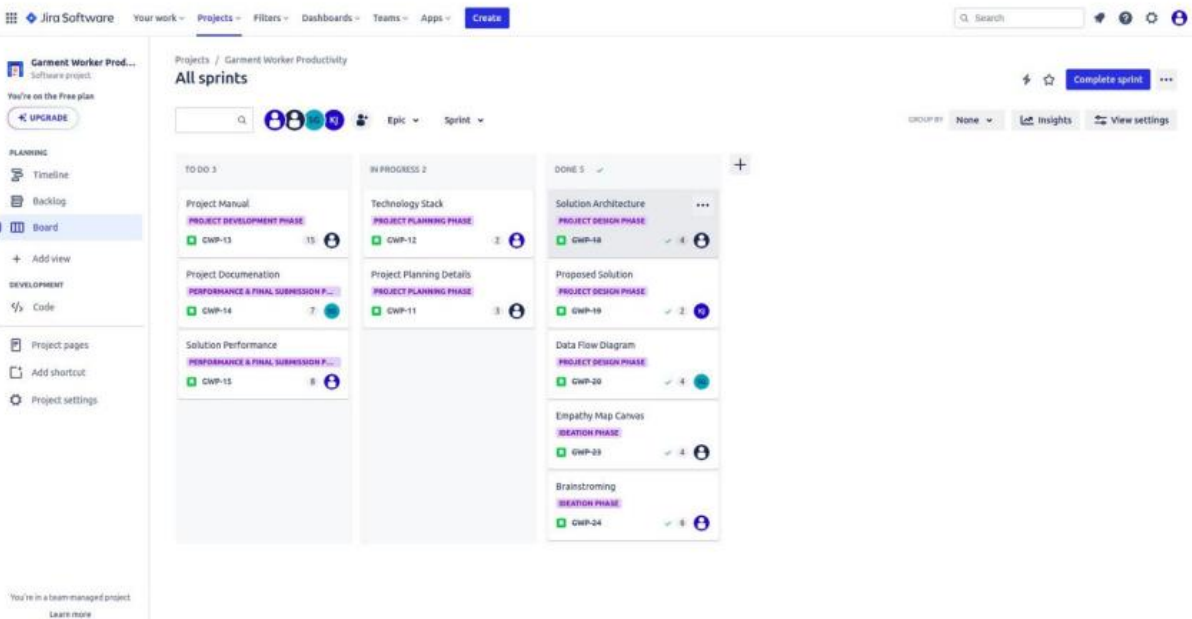 Jira Software Your work Projects Filters Dashboards Teams Apps Create Search
Garment Worker Prod...
Software project
You're on the Free plan
UPGRADE
PLANNING
Timeline
Backlog
Board
Add view
DEVELOPMENT
Code
Project pages
Add shortcut
Project settings
You're in a team-managed project
Learn more
Projects / Garment Worker Productivity
All sprints
Complete sprint
SG KJ Epic Sprint
GROUP BY None Insights View settings
TO DO 3
Project Manual
PROJECT DEVELOPMENT PHASE
GWP-13 15
Project Documenation
PERFORMANCE & FINAL SUBMISSION P...
GWP-14 7
Solution Performance
PERFORMANCE & FINAL SUBMISSION P...
GWP-15 8
IN PROGRESS 2
Technology Stack
PROJECT PLANNING PHASE
GWP-12 2
Project Planning Details
PROJECT PLANNING PHASE
GWP-11 3
DONE 5
Solution Architecture
PROJECT DESIGN PHASE
GWP-18 4
Proposed Solution
PROJECT DESIGN PHASE
GWP-19 2 KJ
Data Flow Diagram
PROJECT DESIGN PHASE
GWP-20 4
Empathy Map Canvas
IDEATION PHASE
GWP-23 4
Brainstroming
IDEATION PHASE
GWP-24 6